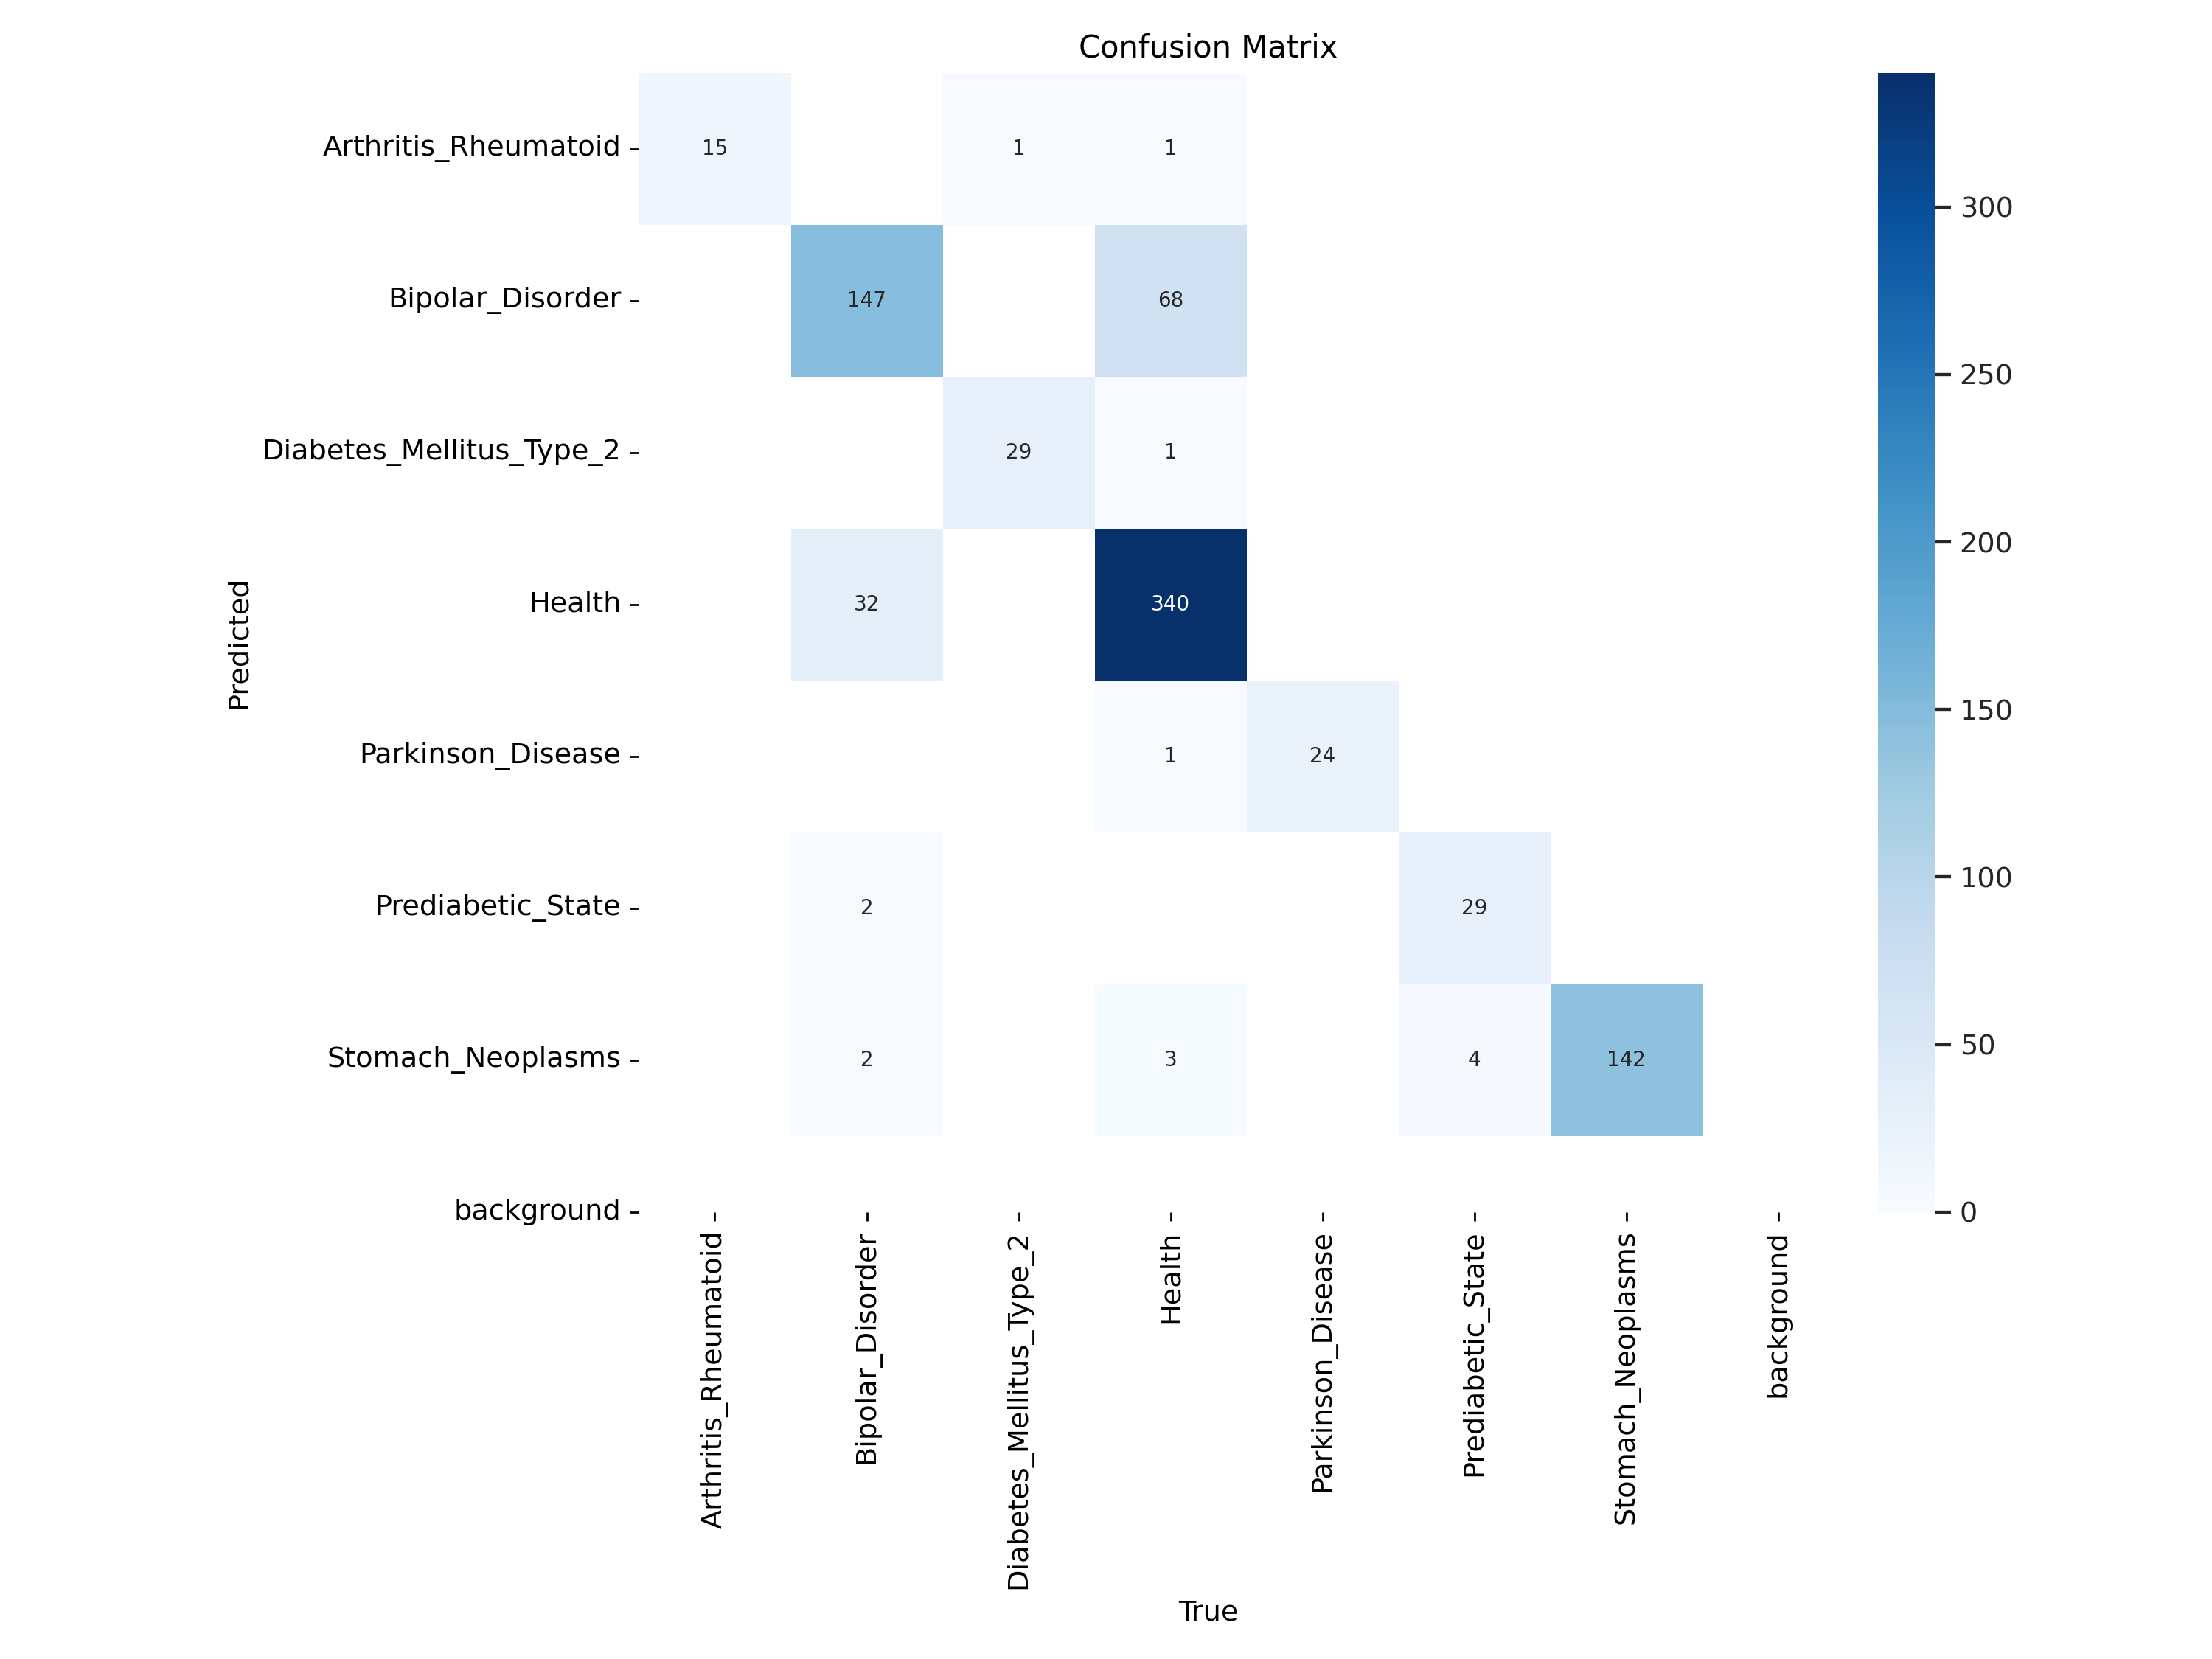 Confusion Matrix
Arthritis_Rheumatoid 15 1 1
300
Bipolar_Disorder 147 68
250
Diabetes_Mellitus_Type_2 29 1
200
Health 32 340
Predicted
150
Parkinson_Disease 1 24
100
Prediabetic_State 2 29
50
Stomach_Neoplasms 2 3 4 142
background
0
Arthritis_Rheumatoid
Bipolar_Disorder
Diabetes_Mellitus_Type_2
Health
Parkinson_Disease
Prediabetic_State
Stomach_Neoplasms
background
True